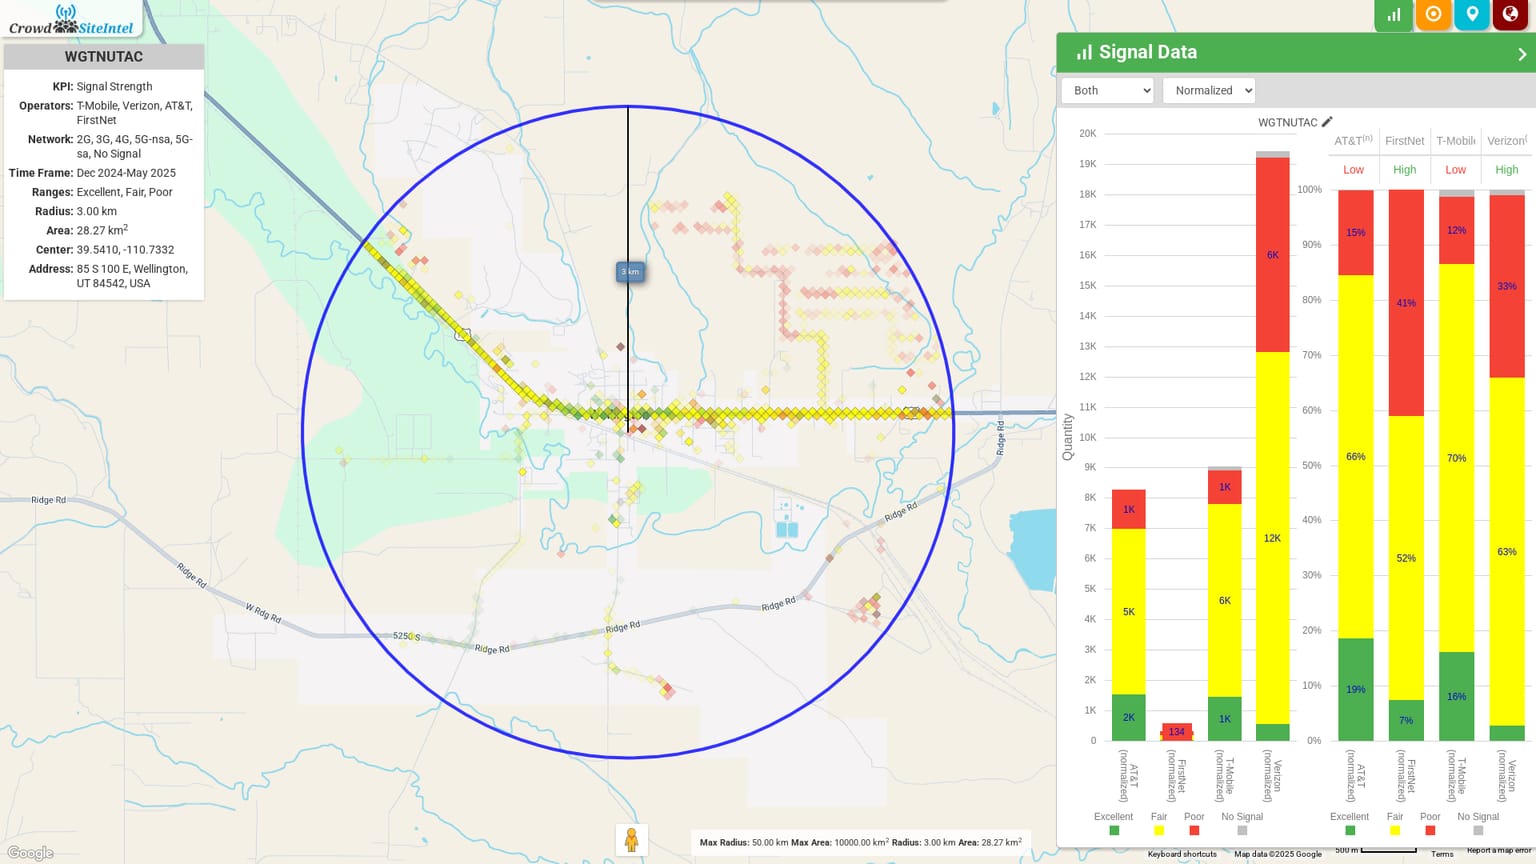 Crowd SiteIntel
WGTNUTAC
KPI: Signal Strength
Operators: T-Mobile, Verizon, AT&T,
FirstNet
Network: 2G, 3G, 4G, 5G-nsa, 5G-
sa, No Signal
Time Frame: Dec 2024-May 2025
Ranges: Excellent, Fair, Poor
Radius: 3.00 km
Area: 28.27 km²
Center: 39.5410, -110.7332
Address: 85 S 100 E, Wellington,
UT 84542, USA
3 km
Ridge Rd
Ridge Rd
W Rdg Rd
5250 S
Ridge Rd
Ridge Rd
Ridge Rd
Ridge Rd
Ridge Rd
Google
Max Radius: 50.00 km Max Area: 10000.00 km² Radius: 3.00 km Area: 28.27 km²
Signal Data
Both
Normalized
WGTNUTAC
Quantity
20K
19K
18K
17K
16K
15K
14K
13K
12K
11K
10K
9K
8K
7K
6K
5K
4K
3K
2K
1K
0
1K
5K
2K
134
1K
6K
1K
6K
12K
AT&T (normalized)
FirstNet (normalized)
T-Mobile (normalized)
Verizon (normalized)
Excellent Fair Poor No Signal
AT&T(n) FirstNet T-Mobile Verizon(
Low High Low High
100%
90%
80%
70%
60%
50%
40%
30%
20%
10%
0%
15%
66%
19%
41%
52%
7%
12%
70%
16%
33%
63%
AT&T (normalized)
FirstNet (normalized)
T-Mobile (normalized)
Verizon (normalized)
Excellent Fair Poor No Signal
Keyboard shortcuts Map data ©2025 Google 500 m Terms Report a map error